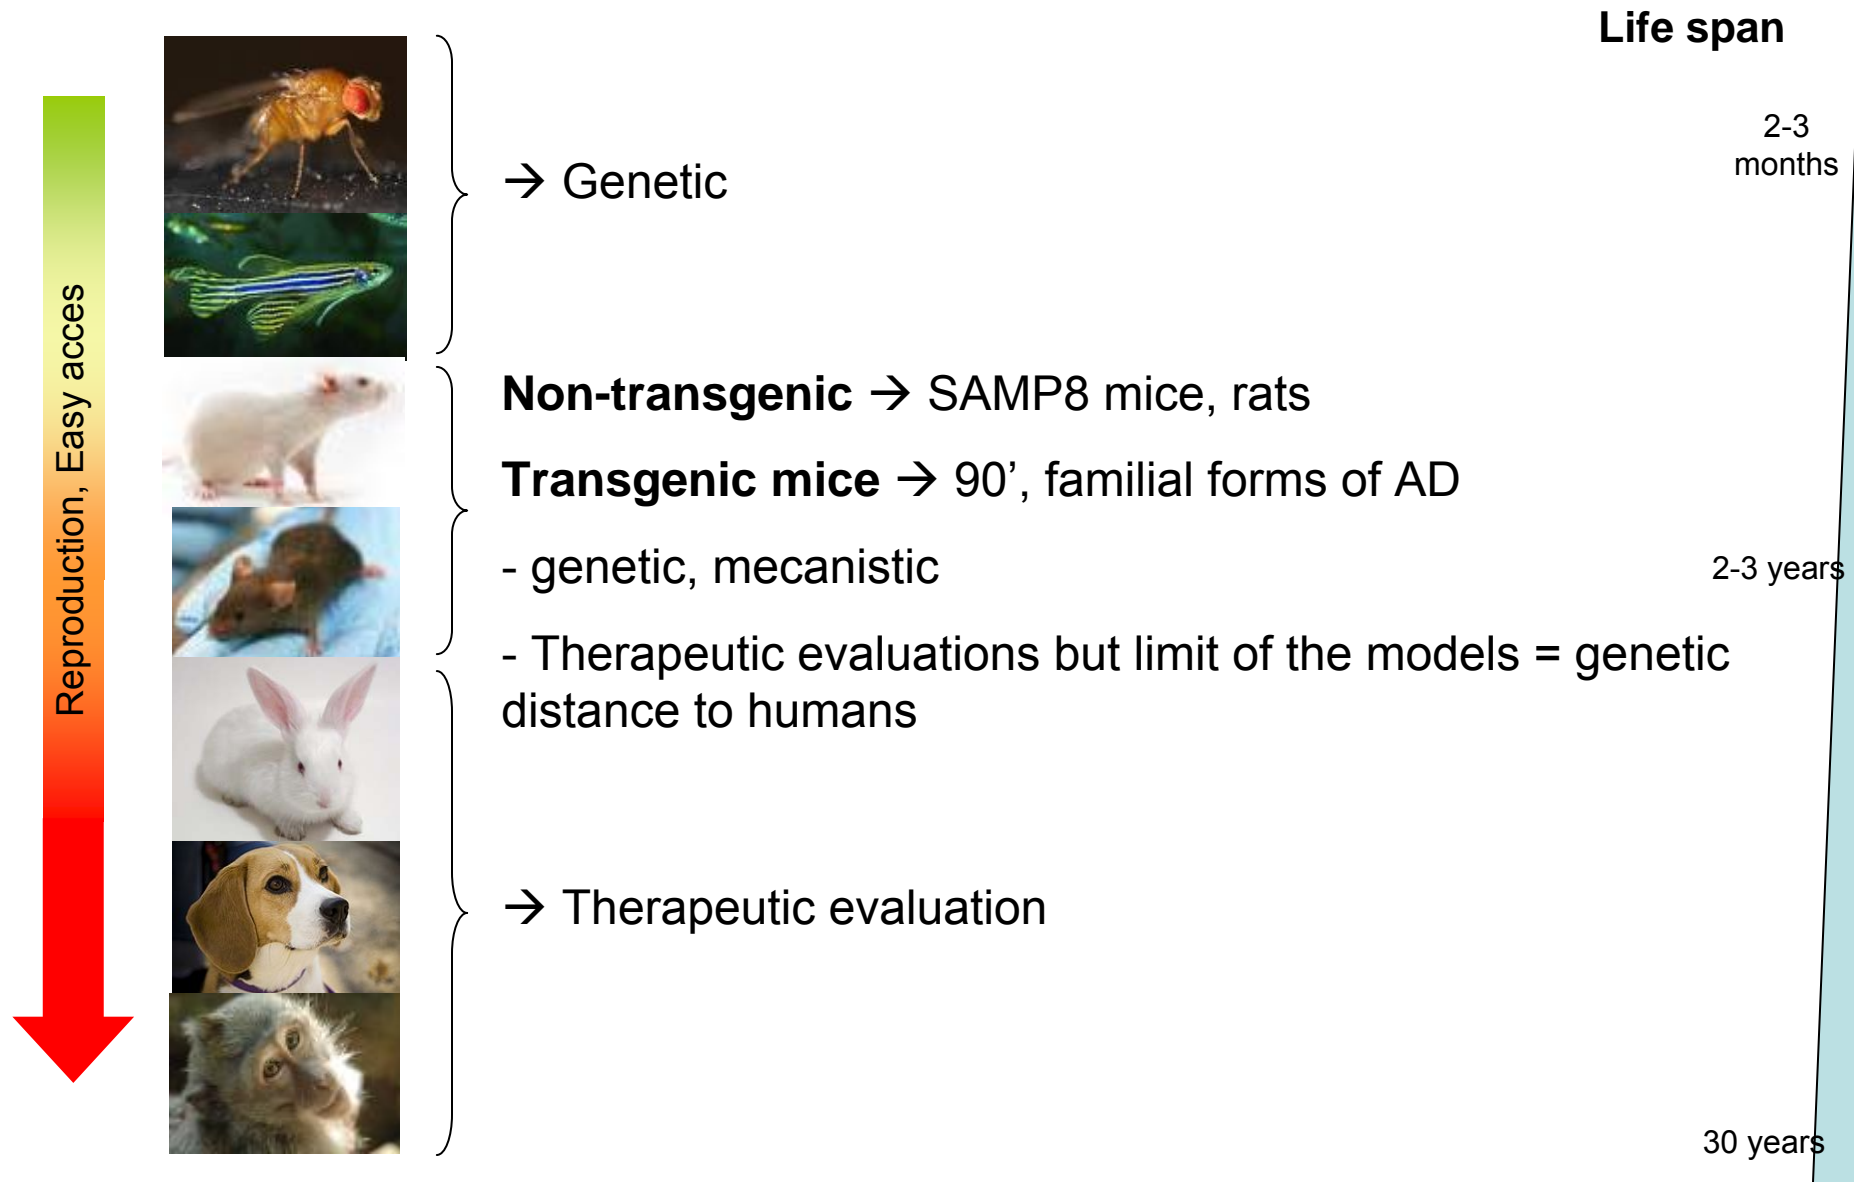 Life span
2-3
months
→ Genetic
Reproduction, Easy acces
Non-transgenic → SAMP8 mice, rats
Transgenic mice → 90’, familial forms of AD
- genetic, mecanistic
2-3 years
- Therapeutic evaluations but limit of the models = genetic
distance to humans
→ Therapeutic evaluation
30 years